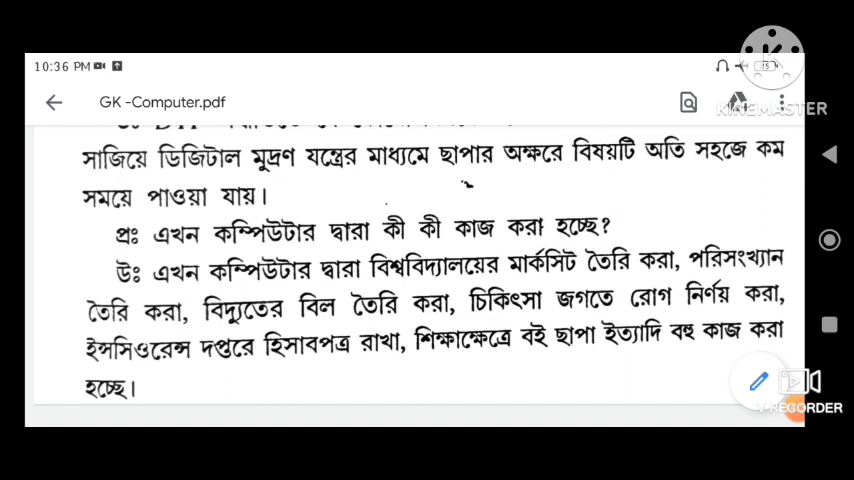 10:36 PM
GK -Computer.pdf
KINEMASTER
সাজিয়ে ডিজিটাল মুদ্রণ যন্ত্রের মাধ্যমে ছাপার অক্ষরে বিষয়টি অতি সহজে কম
সময়ে পাওয়া যায়।
প্রঃ এখন কম্পিউটার দ্বারা কী কী কাজ করা হচ্ছে?
উঃ এখন কম্পিউটার দ্বারা বিশ্ববিদ্যালয়ের মার্কসিট তৈরি করা, পরিসংখ্যান
তৈরি করা, বিদ্যুতের বিল তৈরি করা, চিকিৎসা জগতে রোগ নির্ণয় করা,
ইন্সসিওরেন্স দপ্তরে হিসাবপত্র রাখা, শিক্ষাক্ষেত্রে বই ছাপা ইত্যাদি বহু কাজ করা
হচ্ছে।
V RECORDER